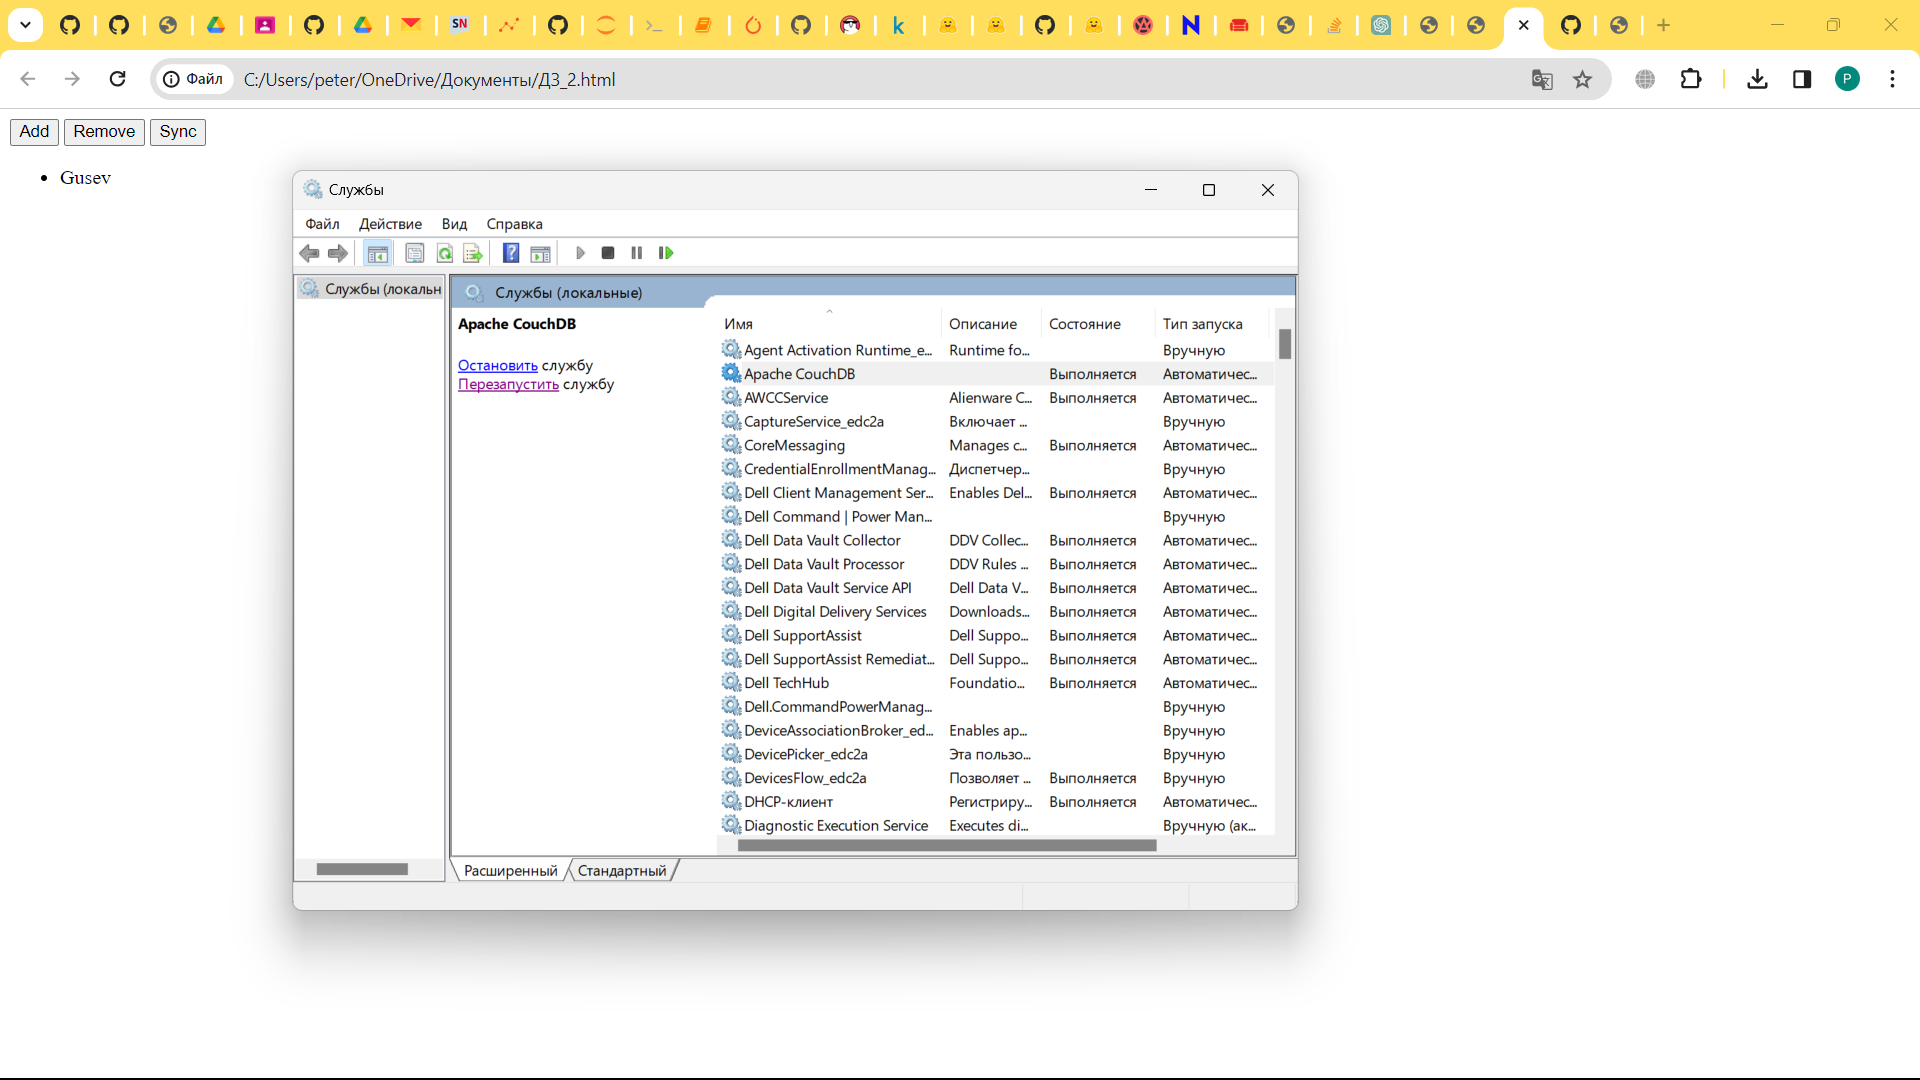 SN
k
N
Файл
C:/Users/peter/OneDrive/Документы/ДЗ_2.html
P
Add Remove Sync
• Gusev
Службы
Файл Действие Вид Справка
Службы (локальн
Службы (локальные)
Apache CouchDB
Остановить службу
Перезапустить службу
Имя Описание Состояние Тип запуска
Agent Activation Runtime_e... Runtime fo... Вручную
Apache CouchDB Выполняется Автоматичес...
AWCCService Alienware C... Выполняется Автоматичес...
CaptureService_edc2a Включает ... Вручную
CoreMessaging Manages c... Выполняется Автоматичес...
CredentialEnrollmentManag... Диспетчер... Вручную
Dell Client Management Ser... Enables Del... Выполняется Автоматичес...
Dell Command | Power Man... Вручную
Dell Data Vault Collector DDV Collec... Выполняется Автоматичес...
Dell Data Vault Processor DDV Rules ... Выполняется Автоматичес...
Dell Data Vault Service API Dell Data V... Выполняется Автоматичес...
Dell Digital Delivery Services Downloads... Выполняется Автоматичес...
Dell SupportAssist Dell Suppo... Выполняется Автоматичес...
Dell SupportAssist Remediat... Dell Suppo... Выполняется Автоматичес...
Dell TechHub Foundatio... Выполняется Автоматичес...
Dell.CommandPowerManag... Вручную
DeviceAssociationBroker_ed... Enables ap... Вручную
DevicePicker_edc2a Эта пользо... Вручную
DevicesFlow_edc2a Позволяет ... Выполняется Вручную
DHCP-клиент Регистриру... Выполняется Автоматичес...
Diagnostic Execution Service Executes di... Вручную (ак...
Расширенный Стандартный